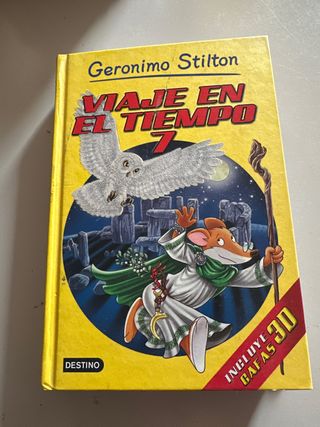 Geronimo Stilton
VIAJE EN
EL TIEMPO
7
INCLUYE
GAFAS 3D
DESTINO